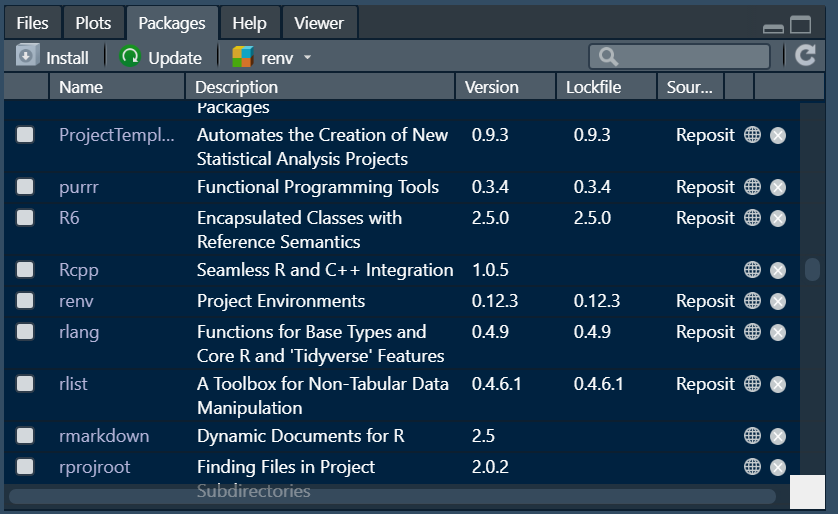 Files Plots Packages Help Viewer
Install Update renv
Name Description Version Lockfile Sour...
Packages
ProjectTempl... Automates the Creation of New 0.9.3 0.9.3 Reposit
Statistical Analysis Projects
purrr Functional Programming Tools 0.3.4 0.3.4 Reposit
R6 Encapsulated Classes with 2.5.0 2.5.0 Reposit
Reference Semantics
Rcpp Seamless R and C++ Integration 1.0.5
renv Project Environments 0.12.3 0.12.3 Reposit
rlang Functions for Base Types and 0.4.9 0.4.9 Reposit
Core R and 'Tidyverse' Features
rlist A Toolbox for Non-Tabular Data 0.4.6.1 0.4.6.1 Reposit
Manipulation
rmarkdown Dynamic Documents for R 2.5
rprojroot Finding Files in Project 2.0.2
Subdirectories